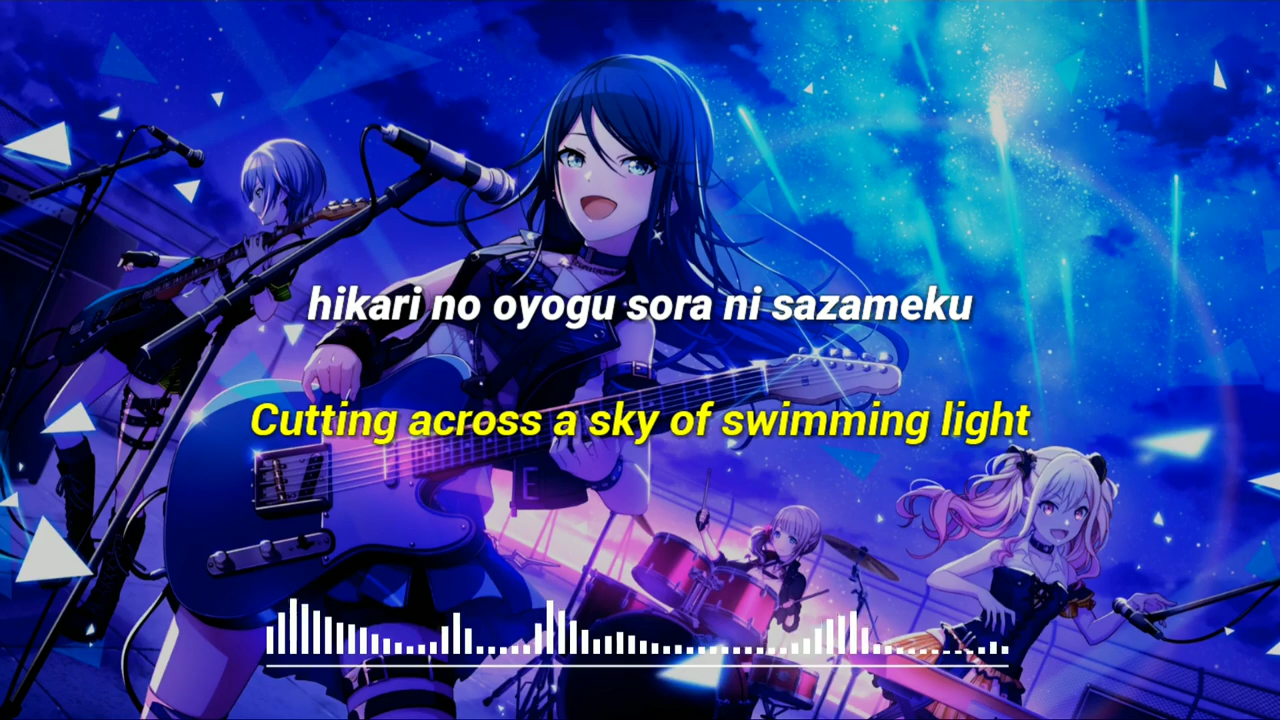 hikari no oyogu sora ni sazameku
Cutting across a sky of swimming light
E